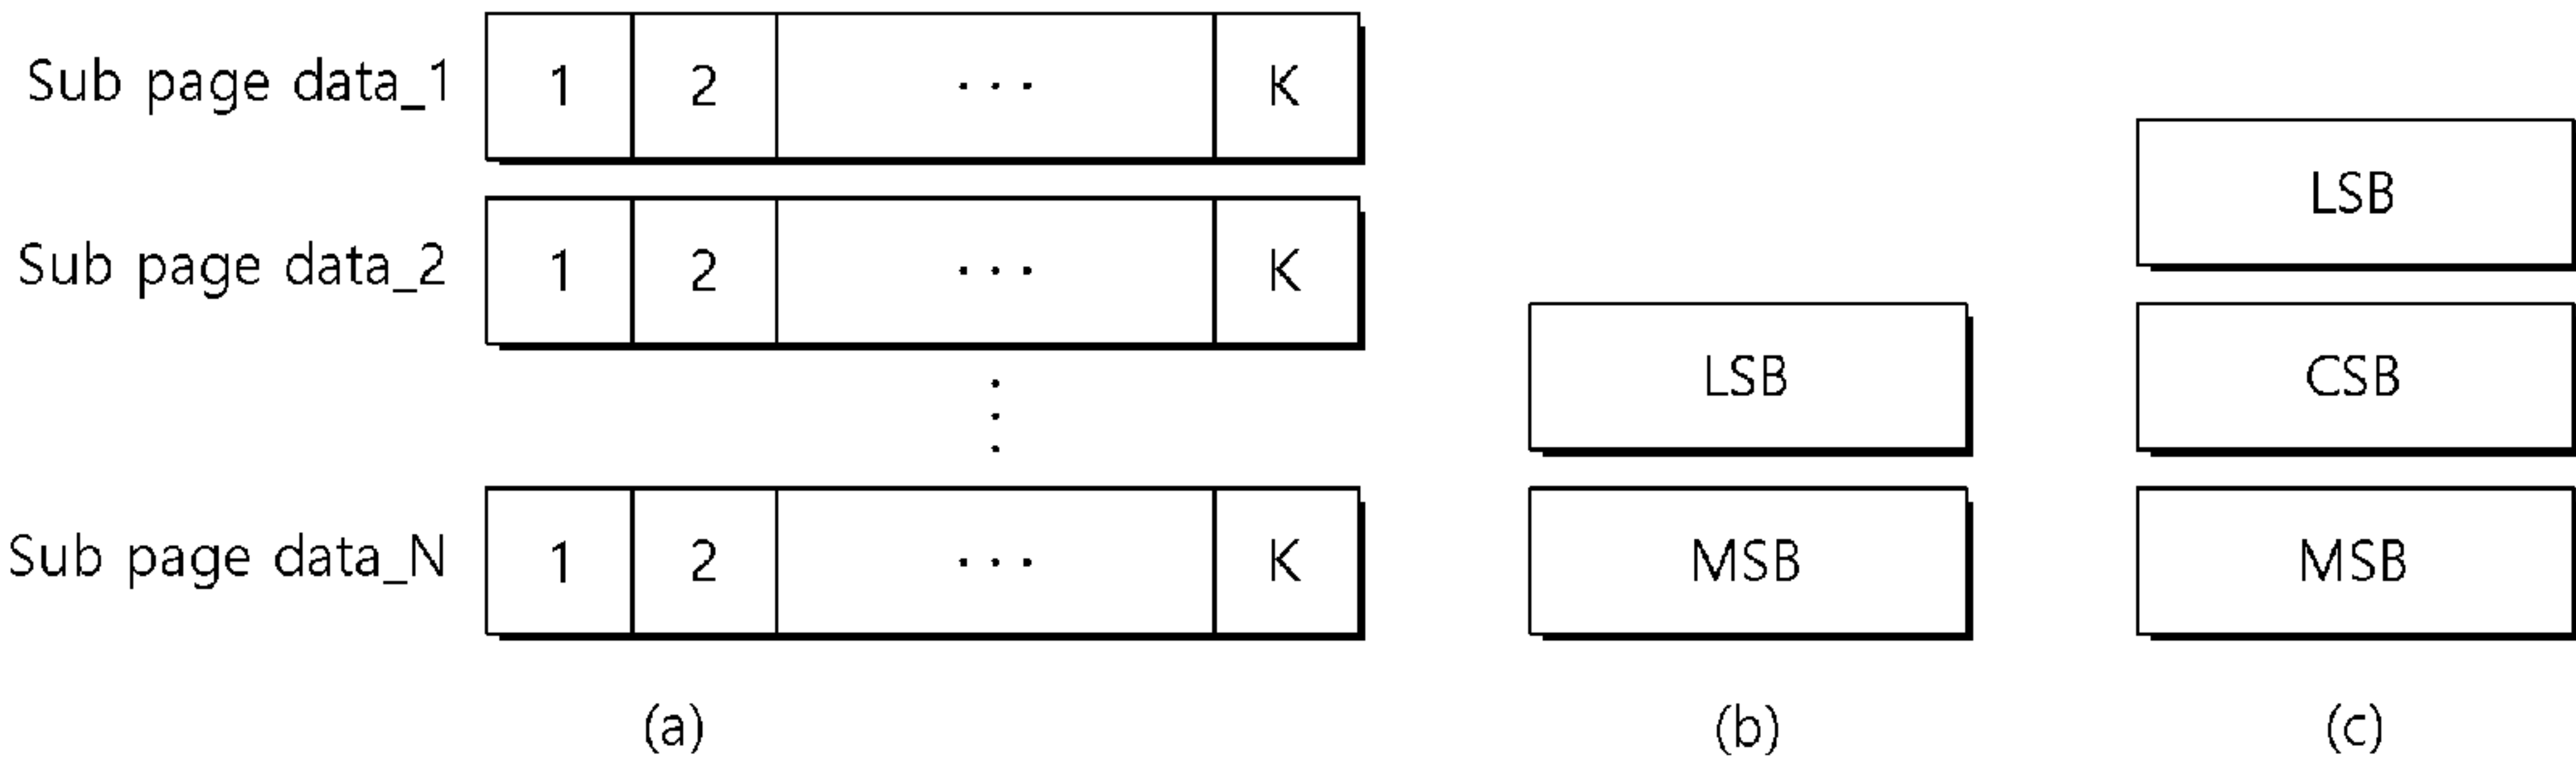 Sub page data_1 1 2 ··· K
LSB
Sub page data_2 1 2 ··· K
LSB CSB
Sub page data_N 1 2 ··· K MSB MSB
(a) (b) (c)